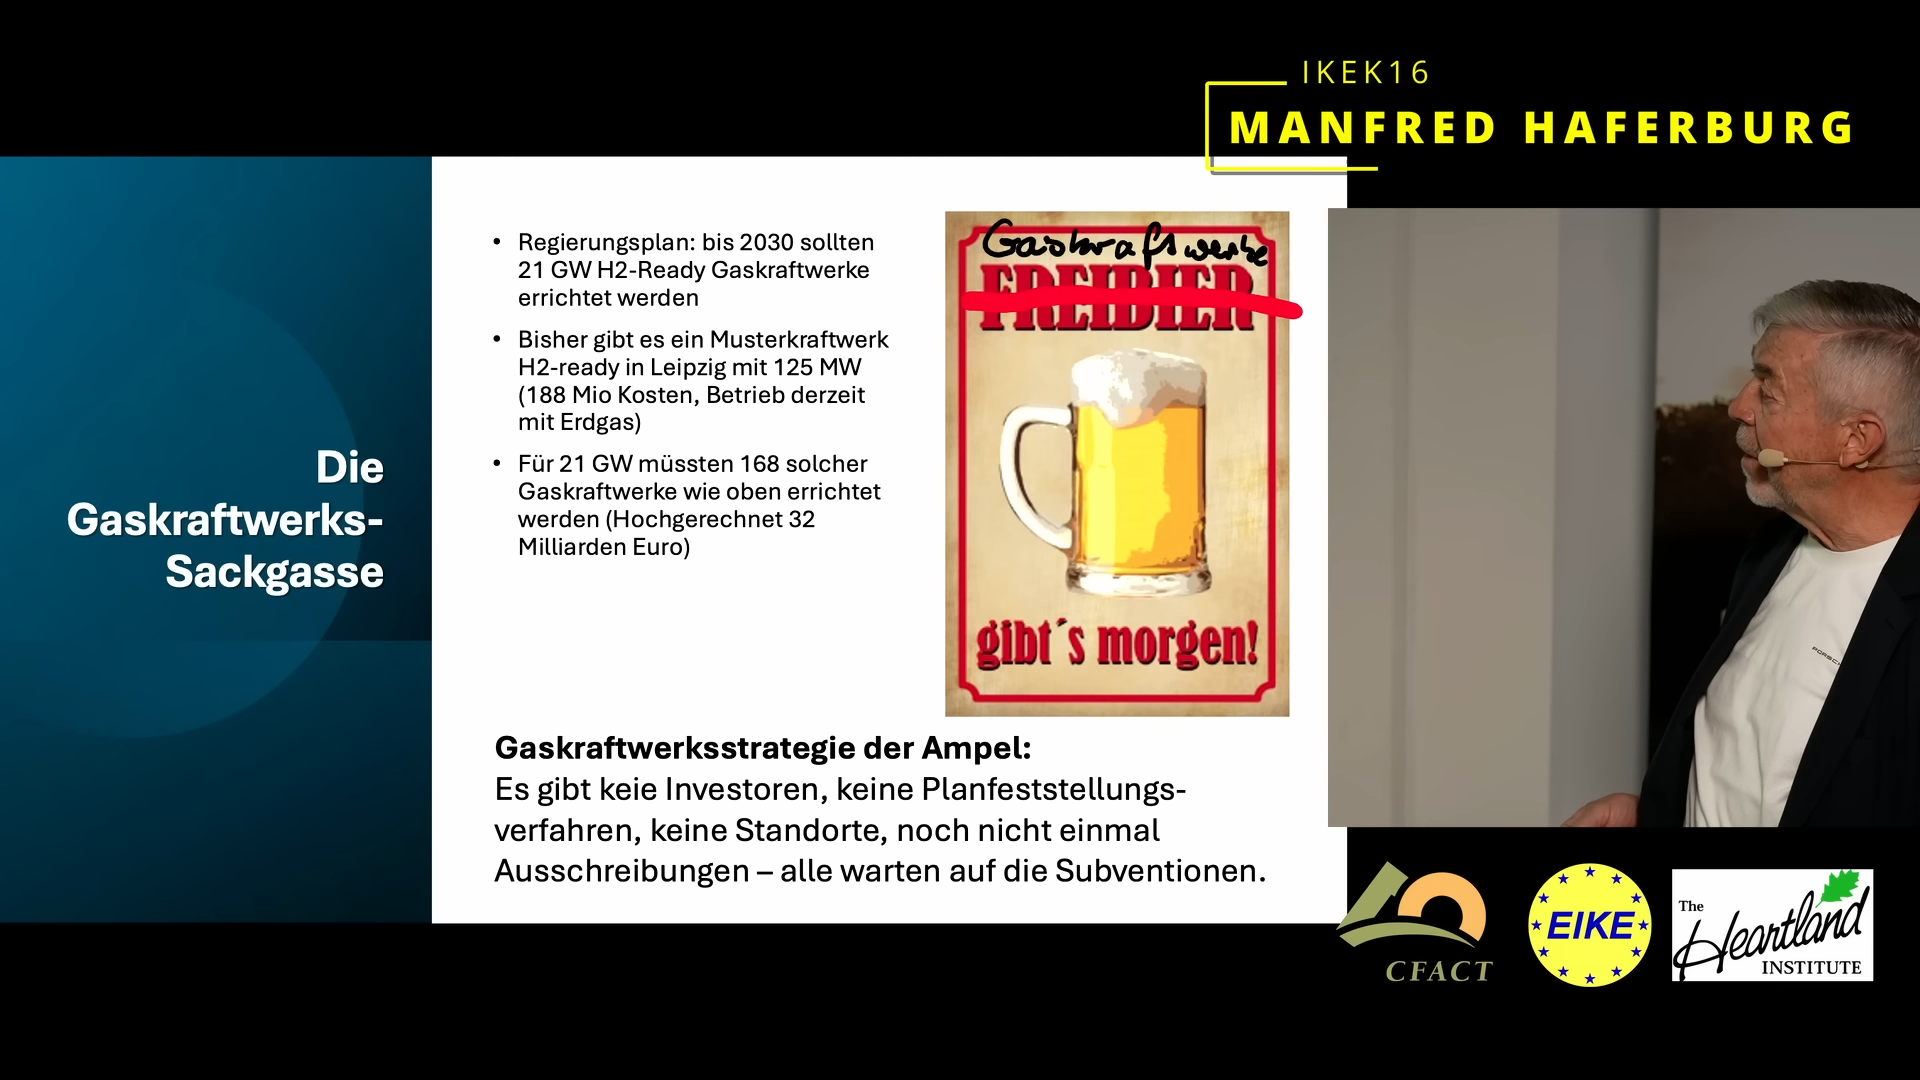 IKEK16
MANFRED HAFERBURG
Die
Gaskraftwerks-
Sackgasse
• Regierungsplan: bis 2030 sollten
21 GW H2-Ready Gaskraftwerke
errichtet werden
• Bisher gibt es ein Musterkraftwerk
H2-ready in Leipzig mit 125 MW
(188 Mio Kosten, Betrieb derzeit
mit Erdgas)
• Für 21 GW müssten 168 solcher
Gaskraftwerke wie oben errichtet
werden (Hochgerechnet 32
Milliarden Euro)
Gaskraftwerke
FREIBIER
gibt´s morgen!
Gaskraftwerksstrategie der Ampel:
Es gibt keie Investoren, keine Planfeststellungs-
verfahren, keine Standorte, noch nicht einmal
Ausschreibungen – alle warten auf die Subventionen.
CFACT
EIKE
The
Heartland
INSTITUTE